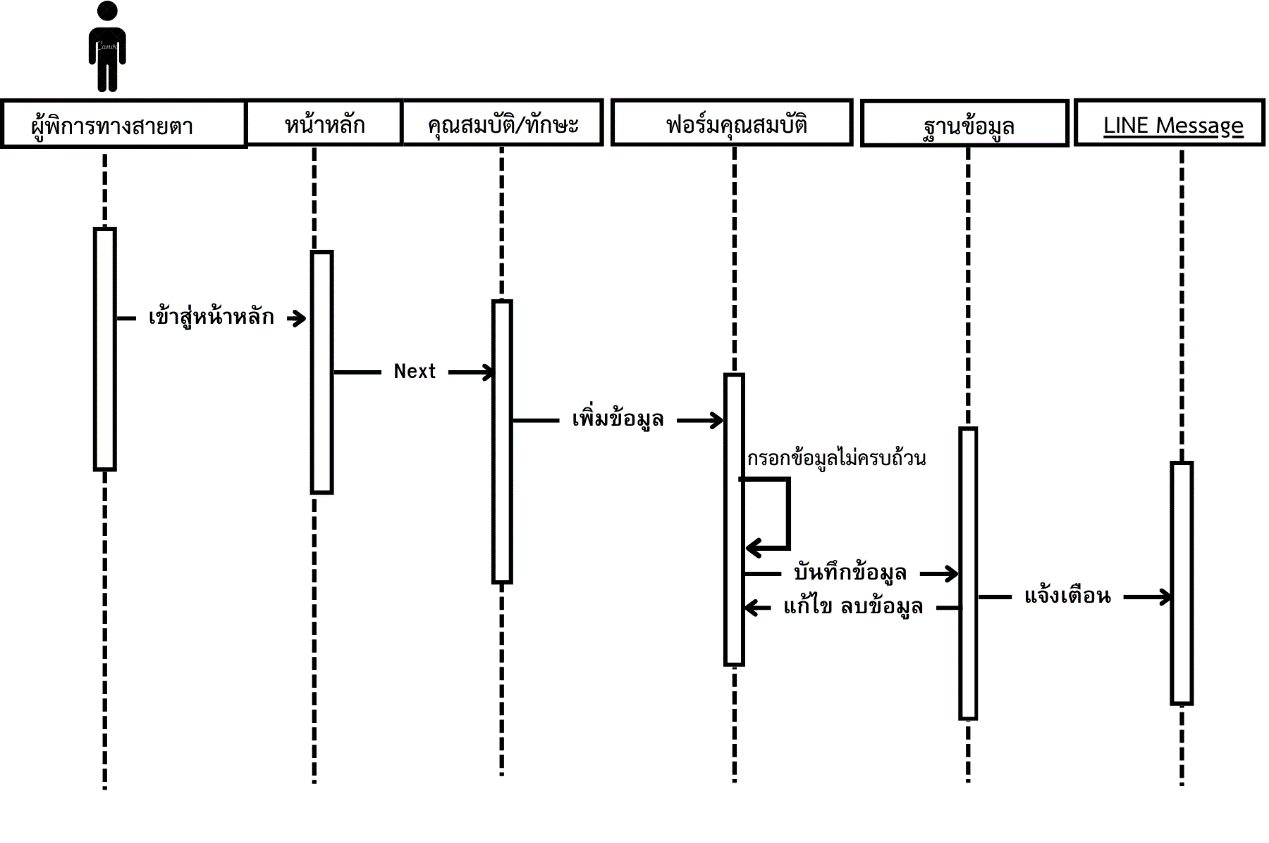 Canva
ผู้พิการทางสายตา
หน้าหลัก
คุณสมบัติ/ทักษะ
ฟอร์มคุณสมบัติ
ฐานข้อมูล
LINE Message
เข้าสู่หน้าหลัก
Next
เพิ่มข้อมูล
กรอกข้อมูลไม่ครบถ้วน
บันทึกข้อมูล
แจ้งเตือน
แก้ไข ลบข้อมูล